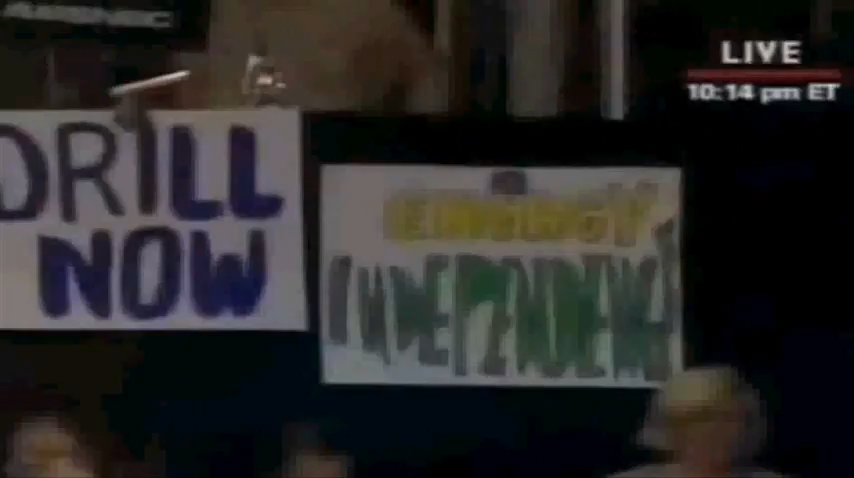 LIVE
10:14 pm ET
DRILL
NOW
ENERGY
INDEPENDENCE